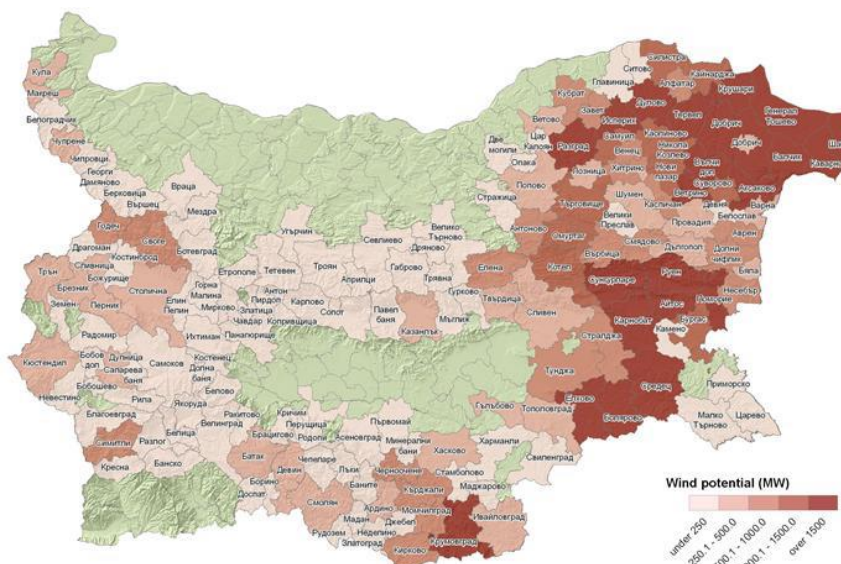 Кула
Макреш
Белоградчик
Чупрене
Чипровци
Георги
Дамяново
Берковица
Вършец
Враца
Мездра
Годеч
Своге
Ботевград
Драгоман
Костинброд
Сливница
Божурище
Трън
Брезник
Столична
Земен
Перник
Елин
Пелин
Горна
Малина
Радомир
Ихтиман
Кюстендил
Бобов
дол
Дупница
Сапарева
баня
Самоков
Костенец
Долна
баня
Бобошево
Невестино
Рила
Благоевград
Якоруда
Белово
Велинград
Симитли
Разлог
Белица
Кресна
Банско
Етрополе
Тетевен
Угърчин
Троян
Априлци
Севлиево
Габрово
Велико
Търново
Дряново
Трявна
Антон
Пирдоп
Златица
Мирково
Чавдар
Копривщица
Панагюрище
Карлово
Сопот
Павел
баня
Казанлък
Мъглиж
Гурково
Елена
Твърдица
Сливен
Ракитово
Кричим
Перущица
Брацигово
Родопи
Асеновград
Първомай
Батак
Девин
Чепеларе
Лъки
Борино
Доспат
Смолян
Баните
Рудозем
Мадан
Златоград
Неделино
Ардино
Джебел
Кирково
Момчилград
Кърджали
Черноочене
Минерални
бани
Хасково
Стамболово
Маджарово
Харманли
Свиленград
Ивайловград
Крумовград
Гълъбово
Тополовград
Елхово
Болярово
Тунджа
Стралджа
Средец
Карнобат
Айтос
Руен
Сунгурларе
Поморие
Несебър
Бургас
Камено
Приморско
Царево
Малко
Търново
Котел
Върбица
Омуртаг
Антоново
Търговище
Попово
Опака
Две
могили
Стражица
Цар
Калоян
Ветово
Кубрат
Завет
Разград
Исперих
Самуил
Лозница
Венец
Хитрино
Шумен
Велики
Преслав
Смядово
Каспичан
Нови
пазар
Никола
Козлево
Каолиново
Дулово
Главиница
Ситово
Силистра
Алфатар
Кайнарджа
Крушари
Тервел
Добрич
Добрич
Генерал
Тошево
Балчик
Каварна
Ша
Вълчи
дол
Суворово
Ветрино
Аксаково
Девня
Варна
Белослав
Провадия
Аврен
Дългопол
Долни
чифлик
Бяла
Wind potential (MW)
under 250
250.1 - 500.0
over 1500